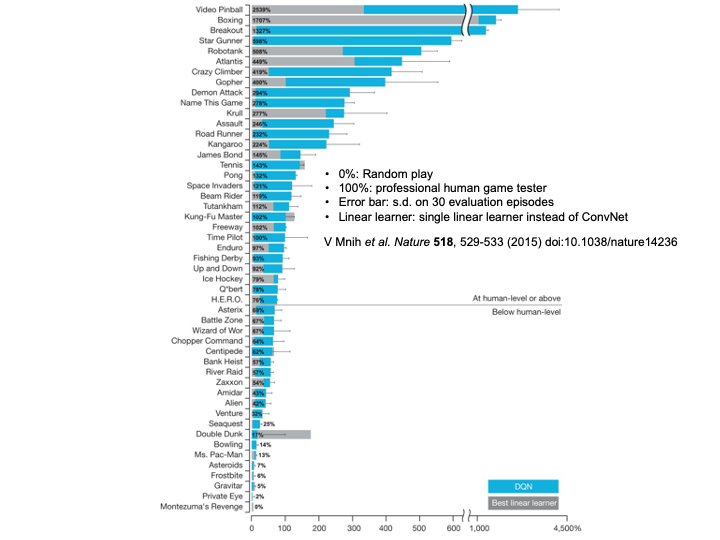 Video Pinball 2539%
Boxing 1707%
Breakout 1327%
Star Gunner 598%
Robotank 508%
Atlantis 449%
Crazy Climber 419%
Gopher 400%
Demon Attack 294%
Name This Game 278%
Krull 277%
Assault 246%
Road Runner 232%
Kangaroo 224%
James Bond 145%
Tennis 143%
Pong 132%
Space Invaders 121%
Beam Rider 119%
Tutankham 112%
Kung-Fu Master 102%
Freeway 102%
Time Pilot 100%
Enduro 97%
Fishing Derby 93%
Up and Down 92%
Ice Hockey 79%
Q*bert 78%
H.E.R.O. 76%
Asterix 69%
Battle Zone 67%
Wizard of Wor 67%
Chopper Command 64%
Centipede 62%
Bank Heist 57%
River Raid 57%
Zaxxon 54%
Amidar 43%
Alien 42%
Venture 32%
Seaquest 25%
Double Dunk 17%
Bowling 14%
Ms. Pac-Man 13%
Asteroids 7%
Frostbite 6%
Gravitar 5%
Private Eye 2%
Montezuma's Revenge 0%
• 0%: Random play
• 100%: professional human game tester
• Error bar: s.d. on 30 evaluation episodes
• Linear learner: single linear learner instead of ConvNet
V Mnih et al. Nature 518, 529-533 (2015) doi:10.1038/nature14236
At human-level or above
Below human-level
DQN
Best linear learner
0 100 200 300 400 500 600 1,000 4,500%